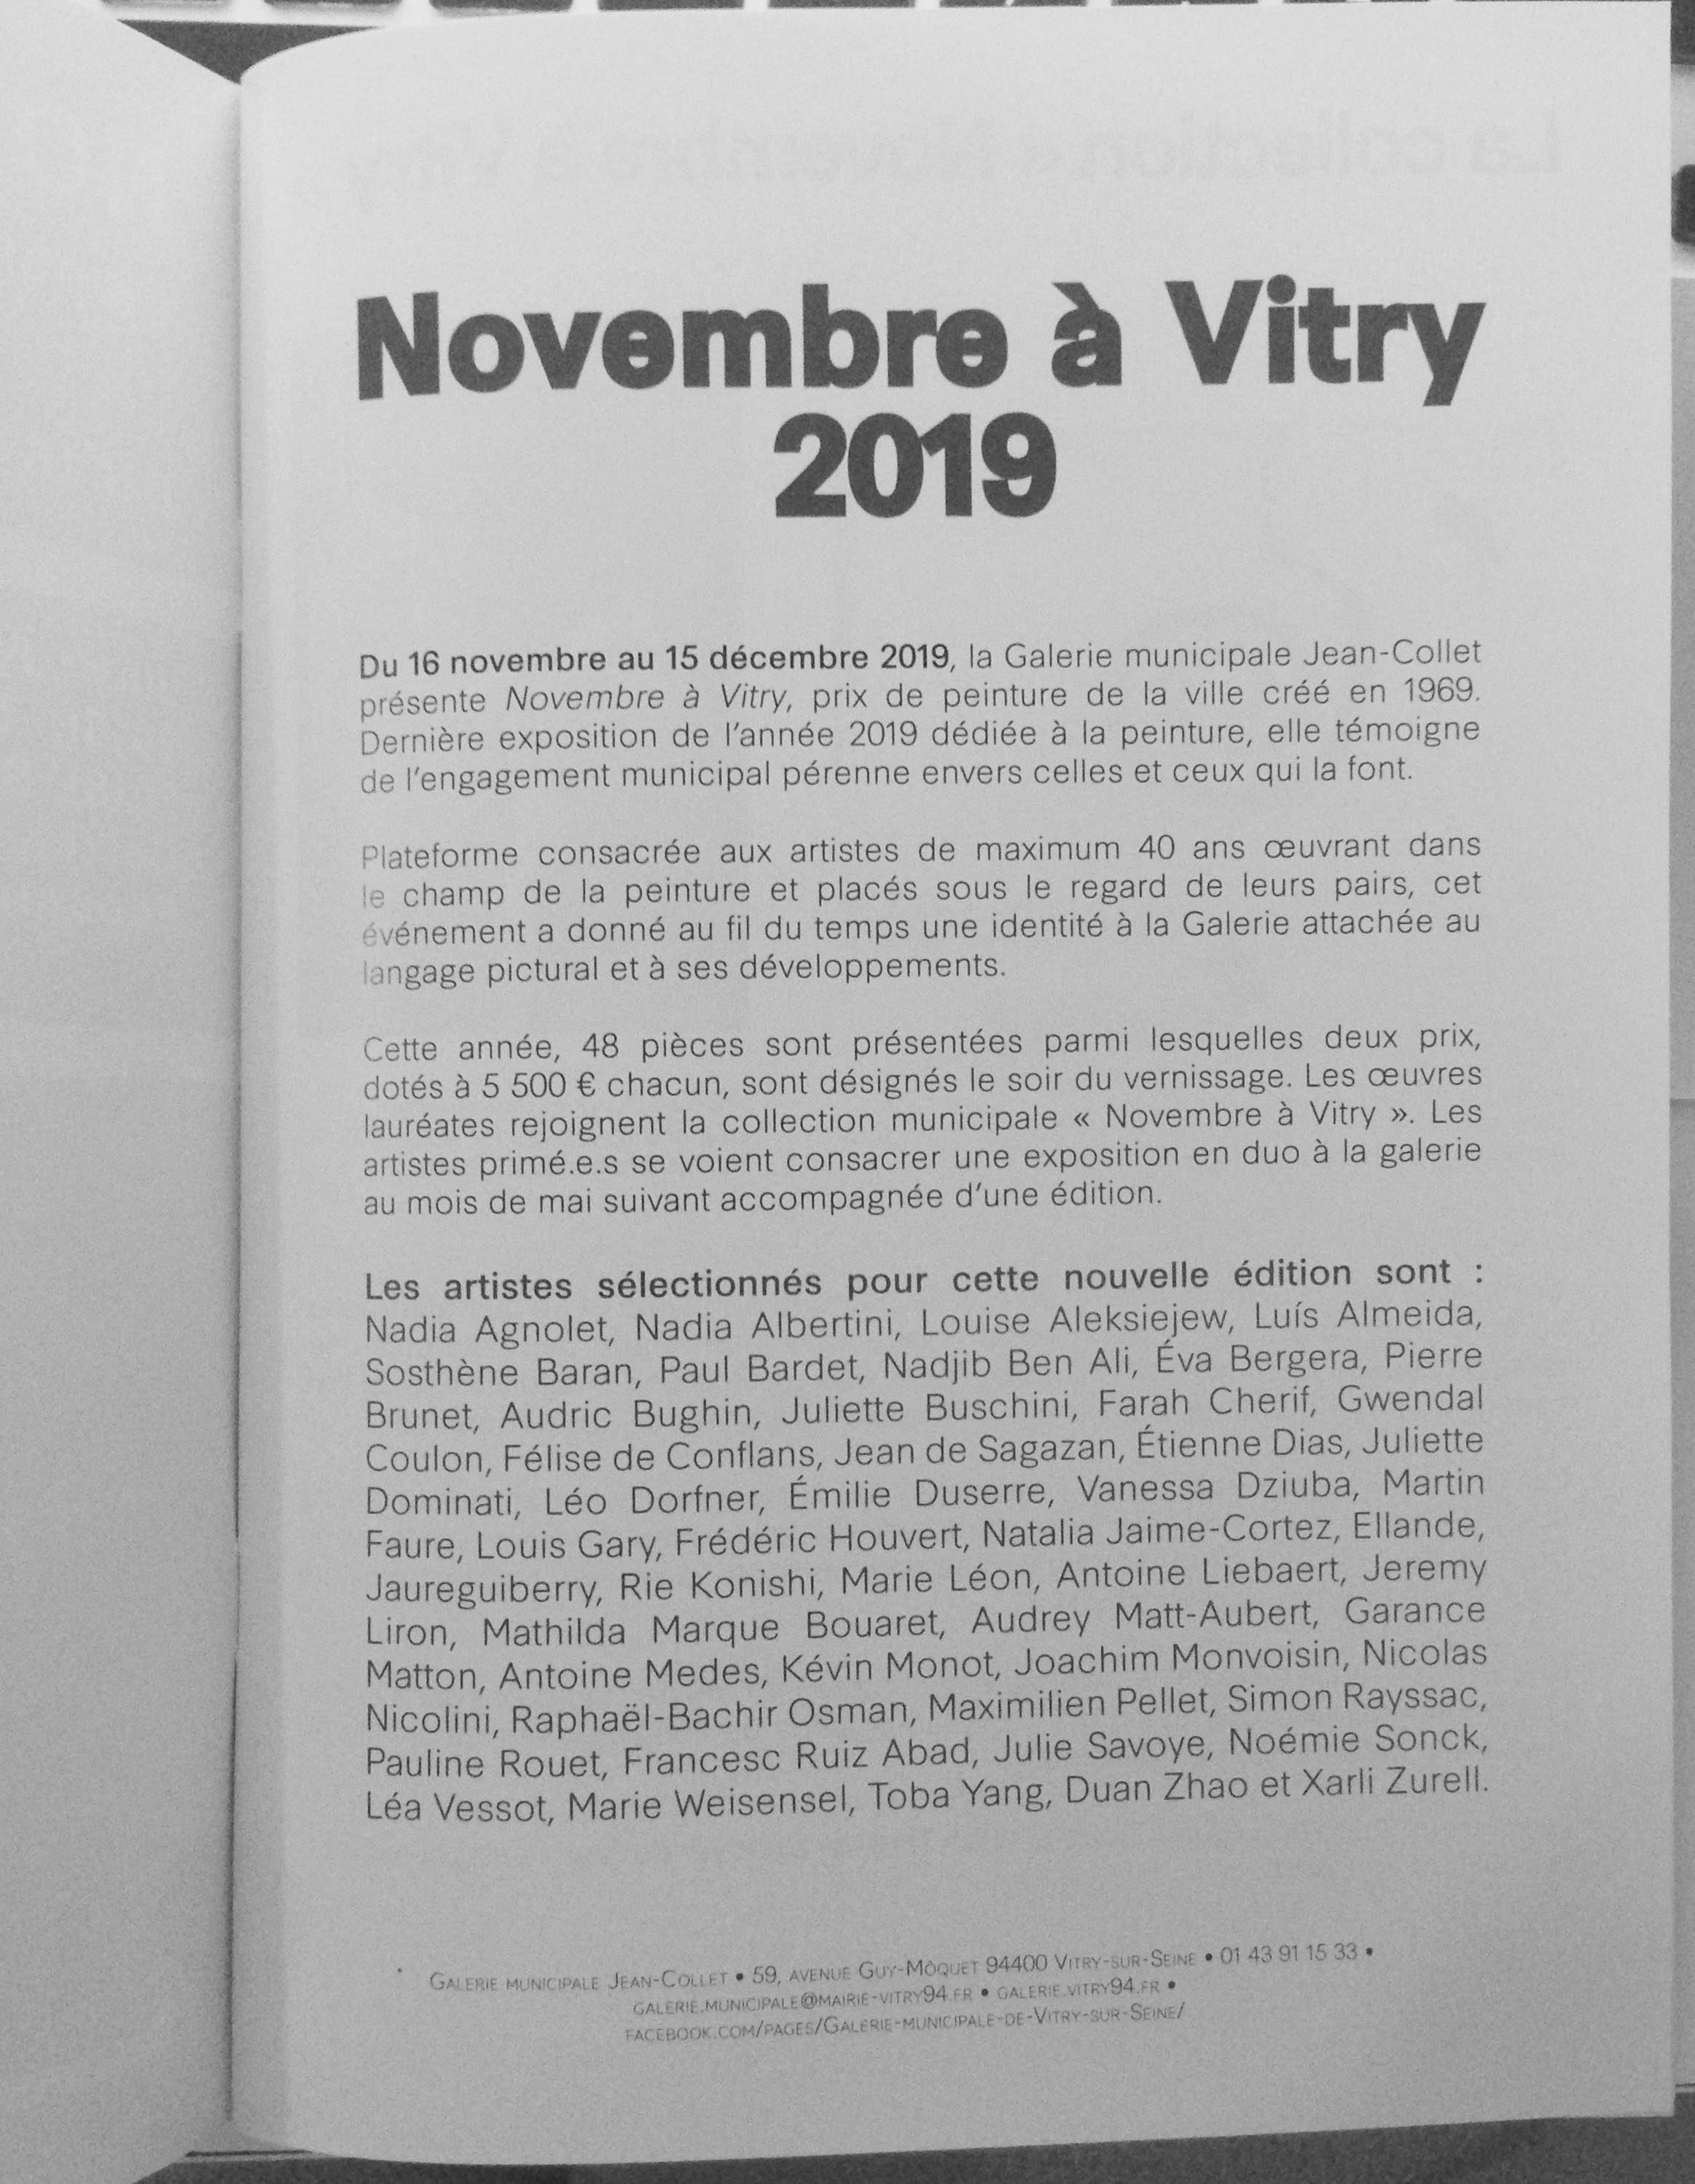 Novembre à Vitry
2019
Du 16 novembre au 15 décembre 2019, la Galerie municipale Jean-Collet
présente Novembre à Vitry, prix de peinture de la ville créé en 1969.
Dernière exposition de l'année 2019 dédiée à la peinture, elle témoigne
de l'engagement municipal pérenne envers celles et ceux qui la font.
Plateforme consacrée aux artistes de maximum 40 ans œuvrant dans
le champ de la peinture et placés sous le regard de leurs pairs, cet
événement a donné au fil du temps une identité à la Galerie attachée au
langage pictural et à ses développements.
Cette année, 48 pièces sont présentées parmi lesquelles deux prix,
dotés à 5 500 € chacun, sont désignés le soir du vernissage. Les œuvres
lauréates rejoignent la collection municipale « Novembre à Vitry ». Les
artistes primé.e.s se voient consacrer une exposition en duo à la galerie
au mois de mai suivant accompagnée d'une édition.
Les artistes sélectionnés pour cette nouvelle édition sont :
Nadia Agnolet, Nadia Albertini, Louise Aleksiejew, Luís Almeida,
Sosthène Baran, Paul Bardet, Nadjib Ben Ali, Éva Bergera, Pierre
Brunet, Audric Bughin, Juliette Buschini, Farah Cherif, Gwendal
Coulon, Félise de Conflans, Jean de Sagazan, Étienne Dias, Juliette
Dominati, Léo Dorfner, Émilie Duserre, Vanessa Dziuba, Martin
Faure, Louis Gary, Frédéric Houvert, Natalia Jaime-Cortez, Ellande,
Jaureguiberry, Rie Konishi, Marie Léon, Antoine Liebaert, Jeremy
Liron, Mathilda Marque Bouaret, Audrey Matt-Aubert, Garance
Matton, Antoine Medes, Kévin Monot, Joachim Monvoisin, Nicolas
Nicolini, Raphaël-Bachir Osman, Maximilien Pellet, Simon Rayssac,
Pauline Rouet, Francesc Ruiz Abad, Julie Savoye, Noémie Sonck,
Léa Vessot, Marie Weisensel, Toba Yang, Duan Zhao et Xarli Zurell.
Galerie municipale Jean-Collet • 59, avenue Guy-Môquet 94400 Vitry-sur-Seine • 01 43 91 15 33 •
galerie.municipale@mairie-vitry94.fr • galerie.vitry94.fr •
facebook.com/pages/Galerie-municipale-de-Vitry-sur-Seine/